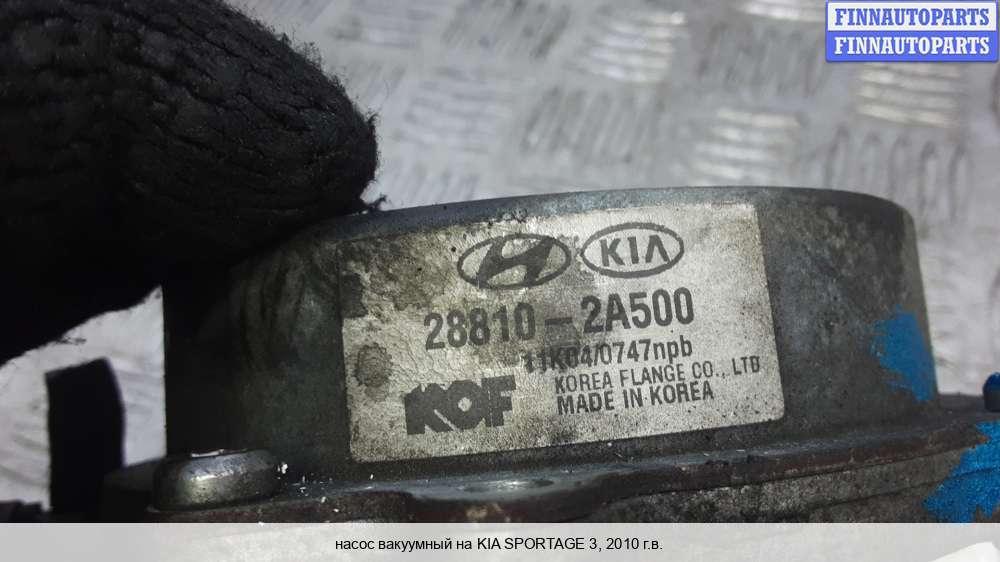 FINNAUTOPARTS
FINNAUTOPARTS
KIA
28810-2A500
11K04/0747npb
KOREA FLANGE CO., LTD
KOF
MADE IN KOREA
насос вакуумный на KIA SPORTAGE 3, 2010 г.в.